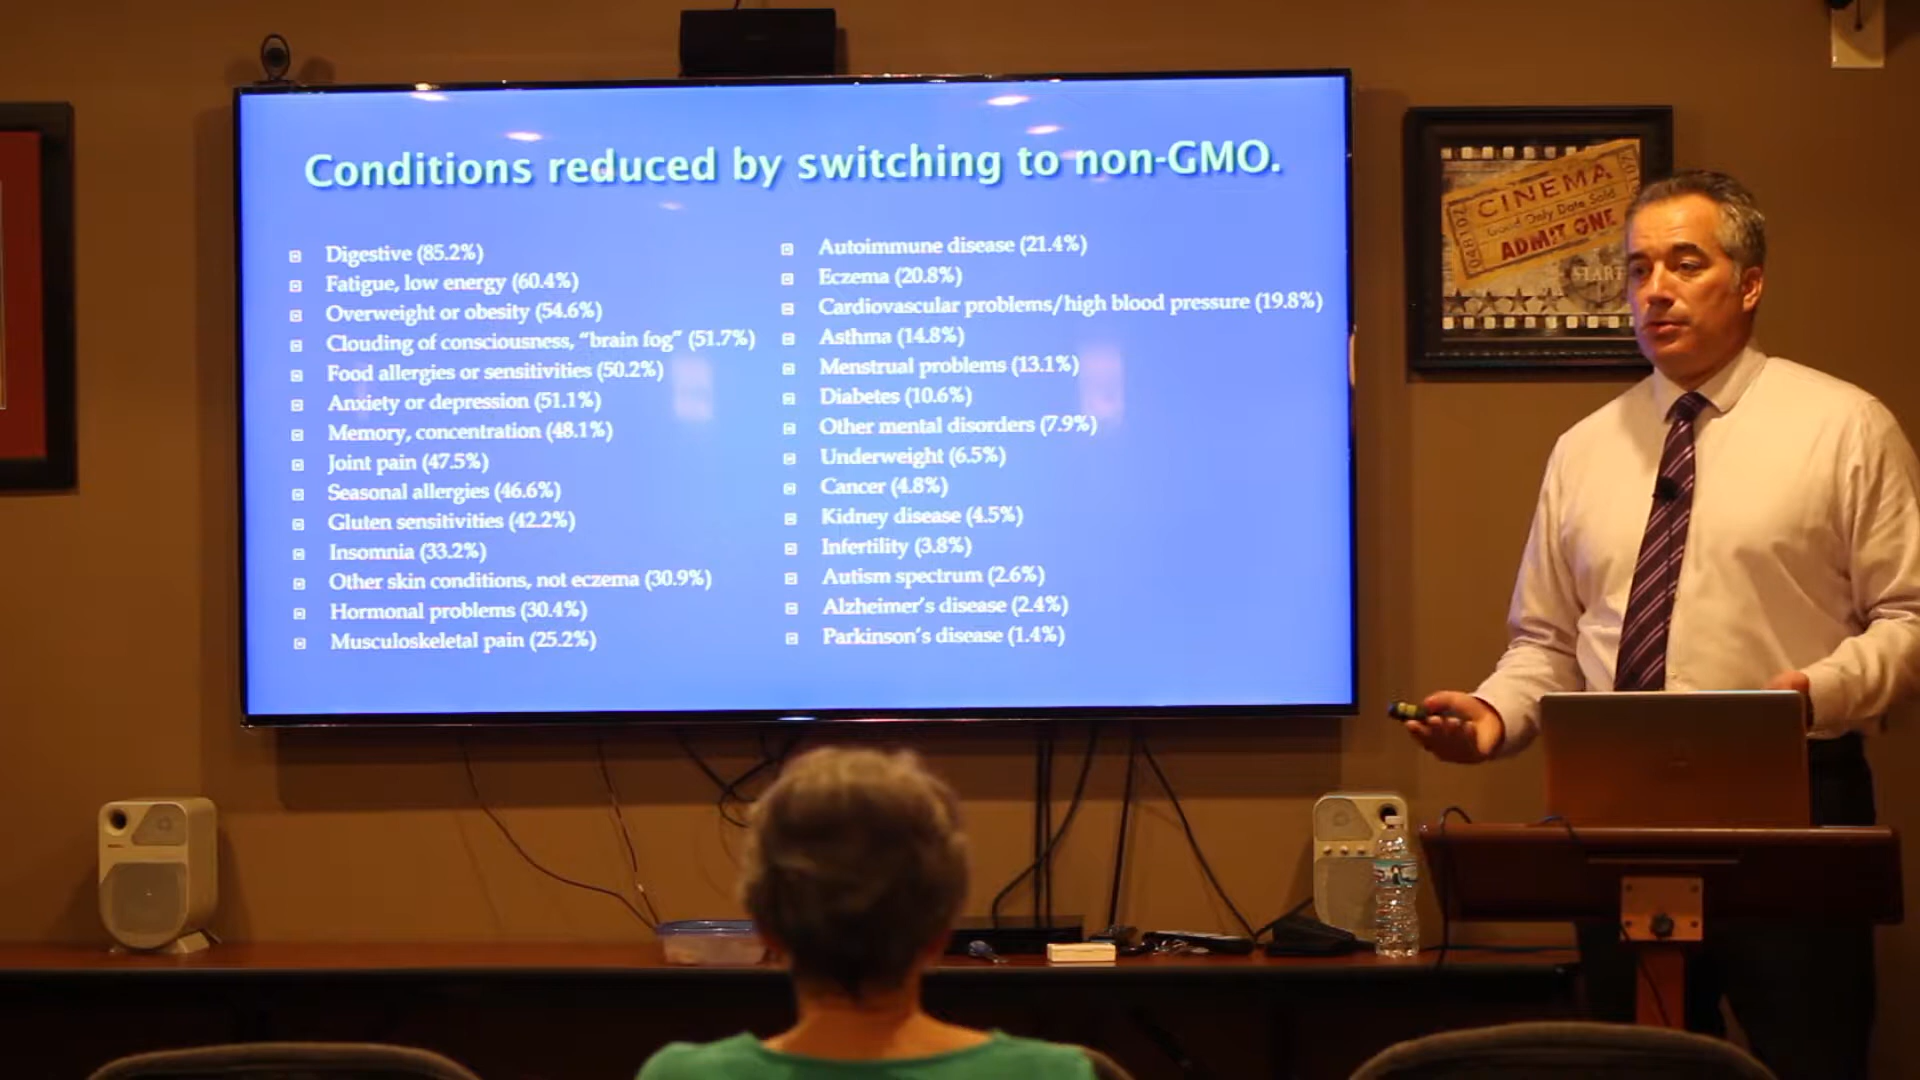 Conditions reduced by switching to non-GMO.
Digestive (85.2%)
Fatigue, low energy (60.4%)
Overweight or obesity (54.6%)
Clouding of consciousness, “brain fog” (51.7%)
Food allergies or sensitivities (50.2%)
Anxiety or depression (51.1%)
Memory, concentration (48.1%)
Joint pain (47.5%)
Seasonal allergies (46.6%)
Gluten sensitivities (42.2%)
Insomnia (33.2%)
Other skin conditions, not eczema (30.9%)
Hormonal problems (30.4%)
Musculoskeletal pain (25.2%)
Autoimmune disease (21.4%)
Eczema (20.8%)
Cardiovascular problems/high blood pressure (19.8%)
Asthma (14.8%)
Menstrual problems (13.1%)
Diabetes (10.6%)
Other mental disorders (7.9%)
Underweight (6.5%)
Cancer (4.8%)
Kidney disease (4.5%)
Infertility (3.8%)
Autism spectrum (2.6%)
Alzheimer’s disease (2.4%)
Parkinson’s disease (1.4%)
CINEMA
Good Only Date Sold
ADMIT ONE
048102
START